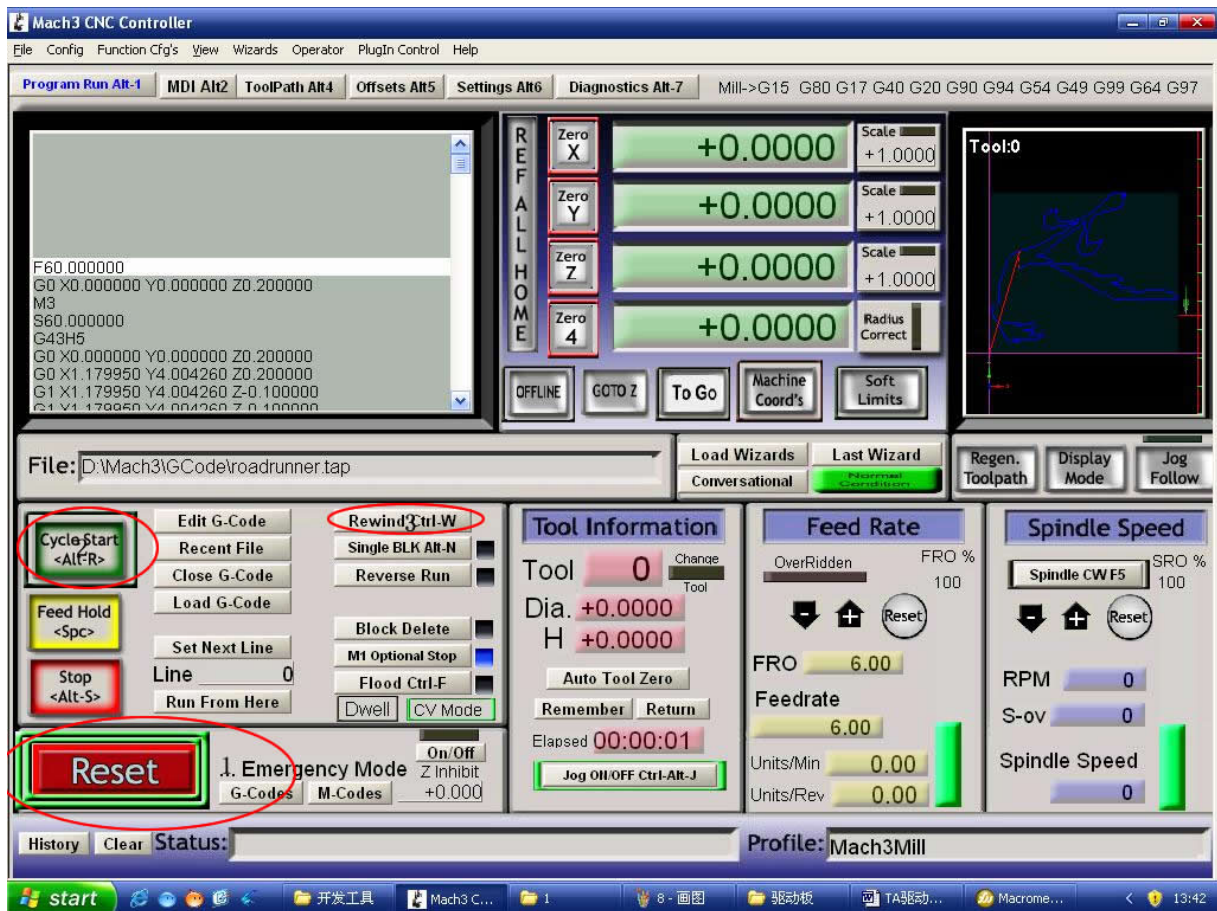 Mach3 CNC Controller
File Config Function Cfg's View Wizards Operator PlugIn Control Help
Program Run Alt-1 MDI Alt2 ToolPath Alt4 Offsets Alt5 Settings Alt6 Diagnostics Alt-7 Mill->G15 G80 G17 G40 G20 G90 G94 G54 G49 G99 G64 G97
F60.000000
G0 X0.000000 Y0.000000 Z0.200000
M3
S60.000000
G43H5
G0 X0.000000 Y0.000000 Z0.200000
G0 X1.179950 Y4.004260 Z0.200000
G1 X1.179950 Y4.004260 Z-0.100000
REF ALL HOME
Zero X +0.0000 Scale +1.0000
Zero Y +0.0000 Scale +1.0000
Zero Z +0.0000 Scale +1.0000
Zero 4 +0.0000 Radius Correct
OFFLINE GOTO Z To Go Machine Coord's Soft Limits
Tool:0
File: D:\Mach3\GCode\roadrunner.tap
Load Wizards Last Wizard
Conversational Normal Condition
Regen. Toolpath Display Mode Jog Follow
Cycle Start <Alt-R>
2
Feed Hold <Spc>
Stop <Alt-S>
Edit G-Code
Recent File
Close G-Code
Load G-Code
Set Next Line
Line 0
Run From Here
Rewind Ctrl-W
3
Single BLK Alt-N
Reverse Run
Block Delete
M1 Optional Stop
Flood Ctrl-F
Dwell CV Mode
Reset
1. Emergency Mode
G-Codes M-Codes
On/Off
Z Inhibit
+0.000
Tool Information
Tool 0 Change Tool
Dia. +0.0000
H +0.0000
Auto Tool Zero
Remember Return
Elapsed 00:00:01
Jog ON/OFF Ctrl-Alt-J
Feed Rate
OverRidden FRO % 100
Reset
FRO 6.00
Feedrate
6.00
Units/Min 0.00
Units/Rev 0.00
Spindle Speed
Spindle CW F5 SRO % 100
Reset
RPM 0
S-ov 0
Spindle Speed
0
History Clear Status:
Profile: Mach3Mill
start 开发工具 Mach3 C... 1 8 - 画图 驱动板 TA驱动... Macrome... 13:42